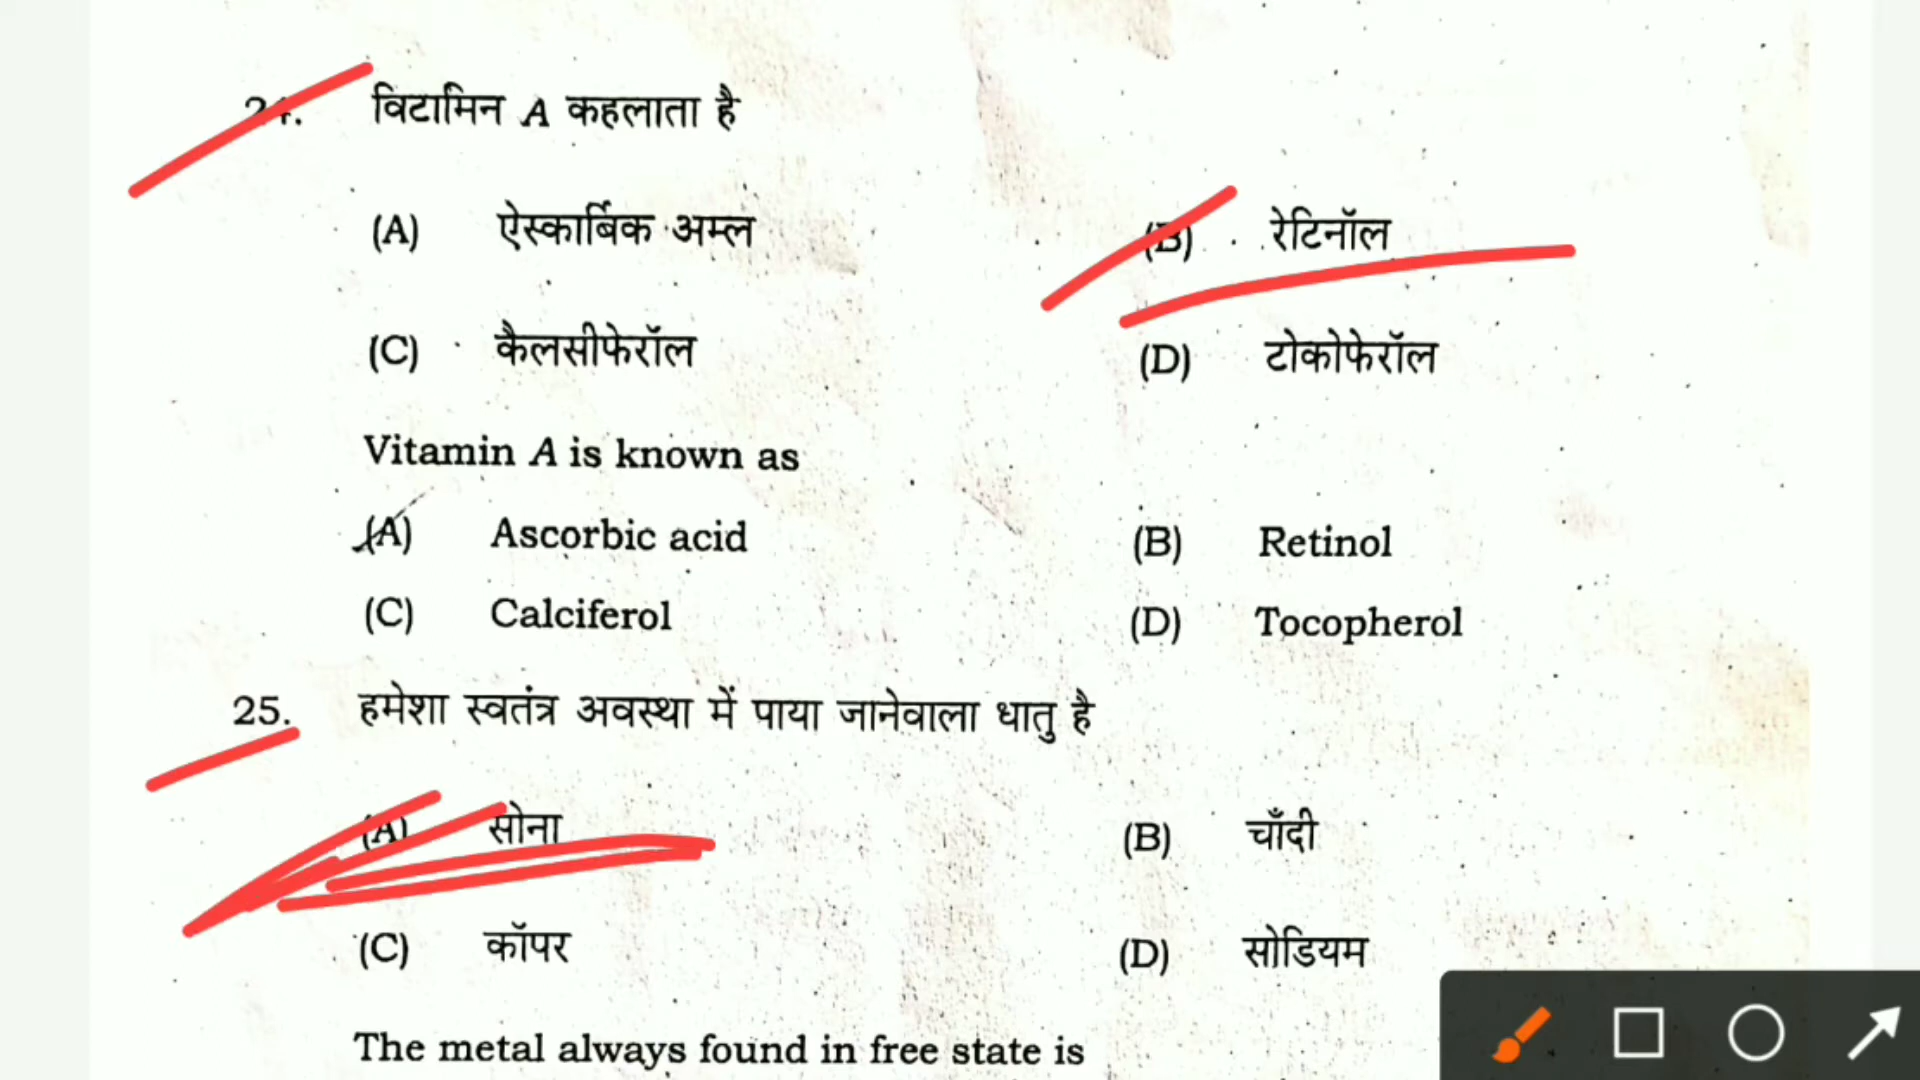 24. विटामिन A कहलाता है
(A) ऐस्कार्बिक अम्ल (B) रेटिनॉल
(C) कैलसीफेरॉल (D) टोकोफेरॉल
Vitamin A is known as
(A) Ascorbic acid (B) Retinol
(C) Calciferol (D) Tocopherol
25. हमेशा स्वतंत्र अवस्था में पाया जानेवाला धातु है
(A) सोना (B) चाँदी
(C) कॉपर (D) सोडियम
The metal always found in free state is